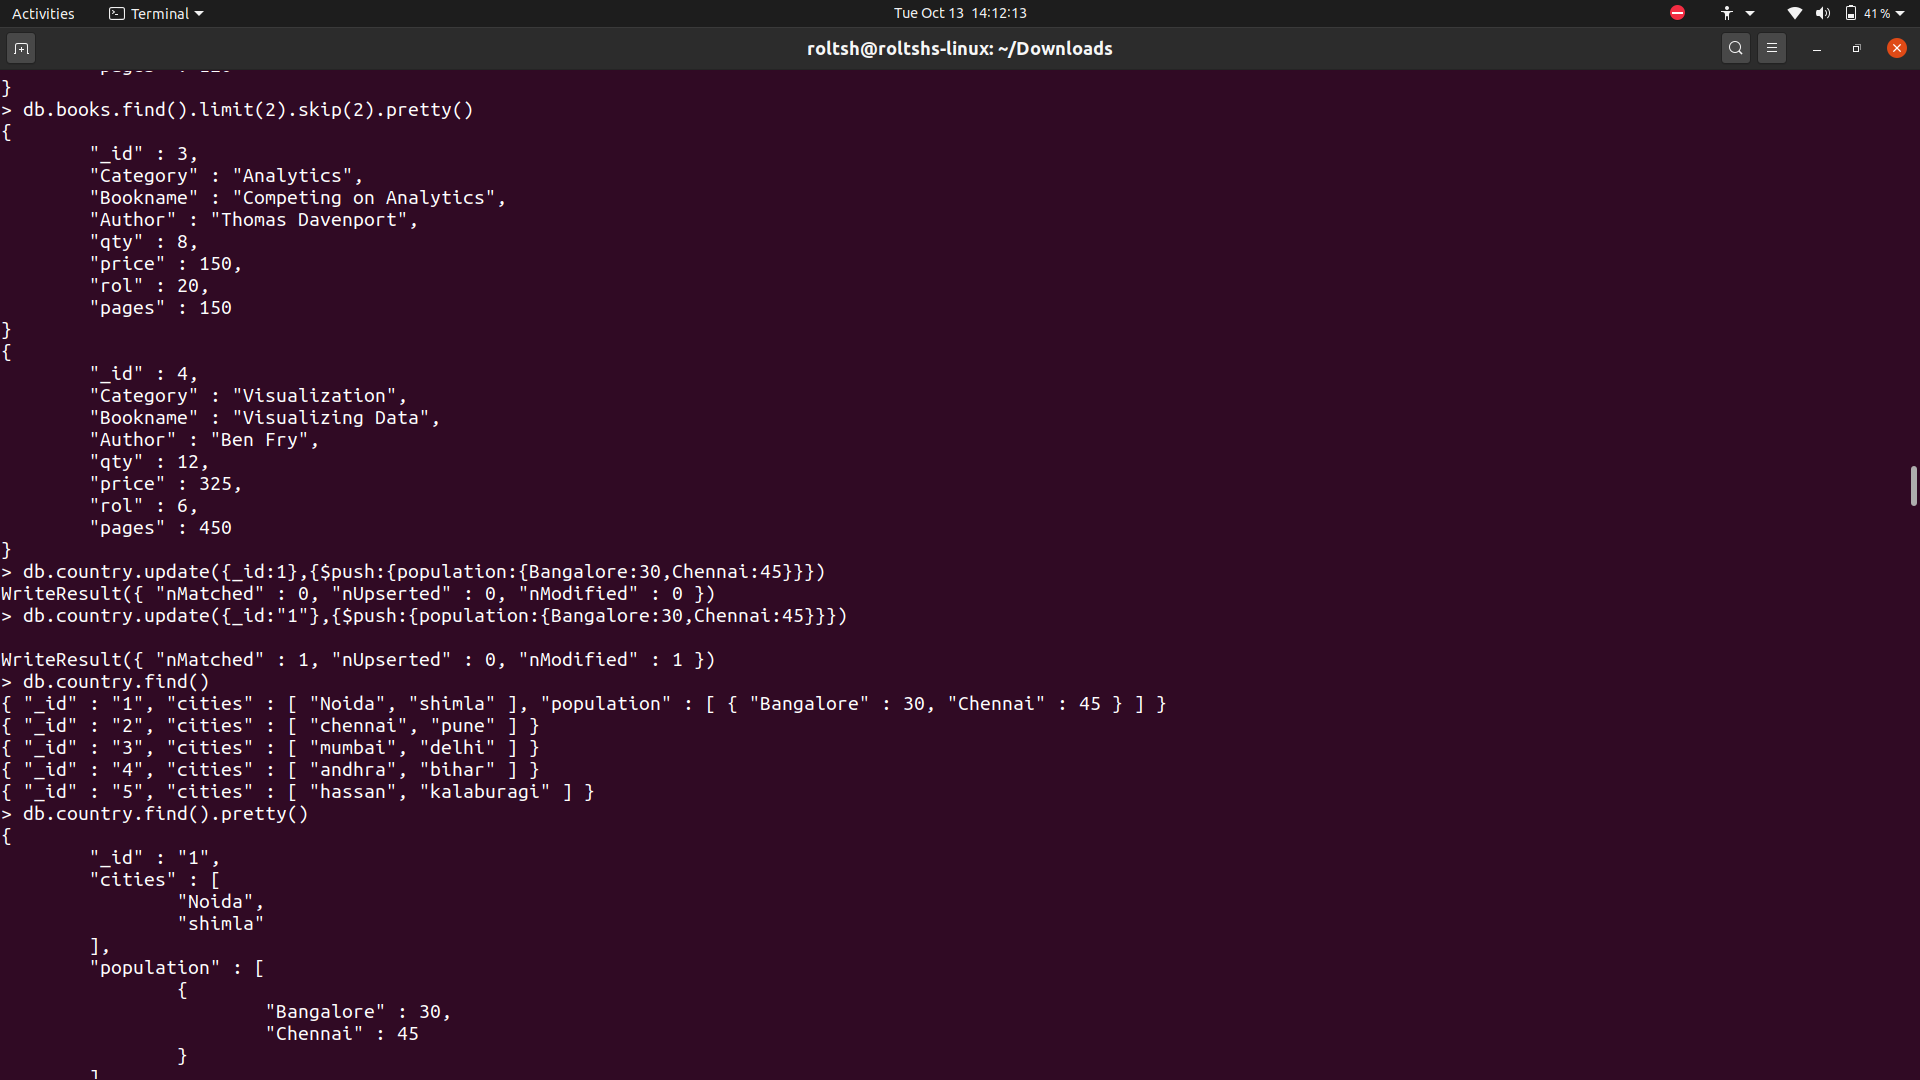 Activities Terminal Tue Oct 13 14:12:13 41%
roltsh@roltshs-linux: ~/Downloads
}
> db.books.find().limit(2).skip(2).pretty()
{
"_id" : 3,
"Category" : "Analytics",
"Bookname" : "Competing on Analytics",
"Author" : "Thomas Davenport",
"qty" : 8,
"price" : 150,
"rol" : 20,
"pages" : 150
}
{
"_id" : 4,
"Category" : "Visualization",
"Bookname" : "Visualizing Data",
"Author" : "Ben Fry",
"qty" : 12,
"price" : 325,
"rol" : 6,
"pages" : 450
}
> db.country.update({_id:1},{$push:{population:{Bangalore:30,Chennai:45}}})
WriteResult({ "nMatched" : 0, "nUpserted" : 0, "nModified" : 0 })
> db.country.update({_id:"1"},{$push:{population:{Bangalore:30,Chennai:45}}})
WriteResult({ "nMatched" : 1, "nUpserted" : 0, "nModified" : 1 })
> db.country.find()
{ "_id" : "1", "cities" : [ "Noida", "shimla" ], "population" : [ { "Bangalore" : 30, "Chennai" : 45 } ] }
{ "_id" : "2", "cities" : [ "chennai", "pune" ] }
{ "_id" : "3", "cities" : [ "mumbai", "delhi" ] }
{ "_id" : "4", "cities" : [ "andhra", "bihar" ] }
{ "_id" : "5", "cities" : [ "hassan", "kalaburagi" ] }
> db.country.find().pretty()
{
"_id" : "1",
"cities" : [
"Noida",
"shimla"
],
"population" : [
{
"Bangalore" : 30,
"Chennai" : 45
}
]